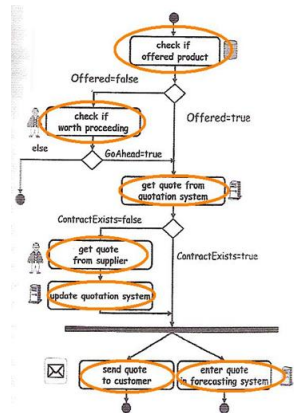 check if
offered product
Offered=false
Offered=true
check if
worth proceeding
else
GoAhead=true
get quote from
quotation system
ContractExists=false
get quote
from supplier
ContractExists=true
update quotation system
send quote
to customer
enter quote
in forecasting system